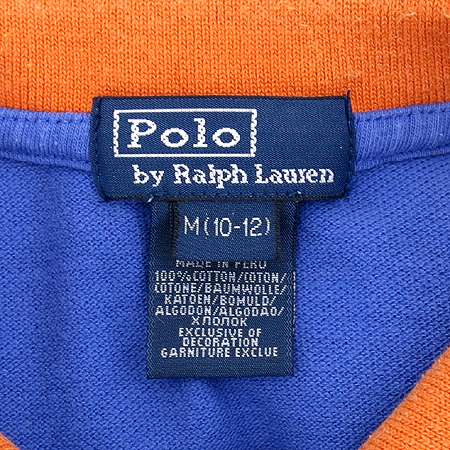 Polo
by Ralph Lauren
M(10-12)
MADE IN PERU
100%COTTON/COTON/
COTONE/BAUMWOLLE/
KATOEN/BOMULD/
ALGODON/ALGODAO/
ХЛОПОК
EXCLUSIVE OF
DECORATION
GARNITURE EXCLUE